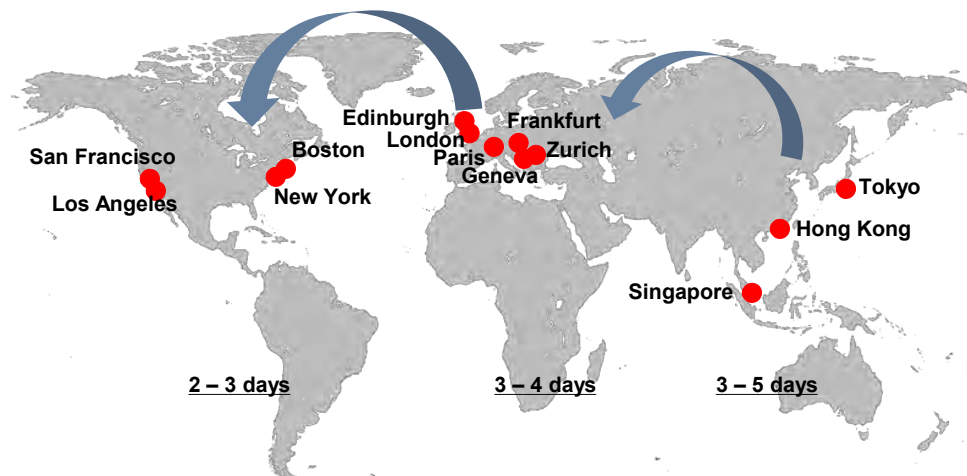 Edinburgh
Frankfurt
London
Boston
Zurich
Paris
San Francisco
Geneva
Tokyo
New York
Los Angeles
Hong Kong
Singapore
2 – 3 days
3 – 4 days
3 – 5 days